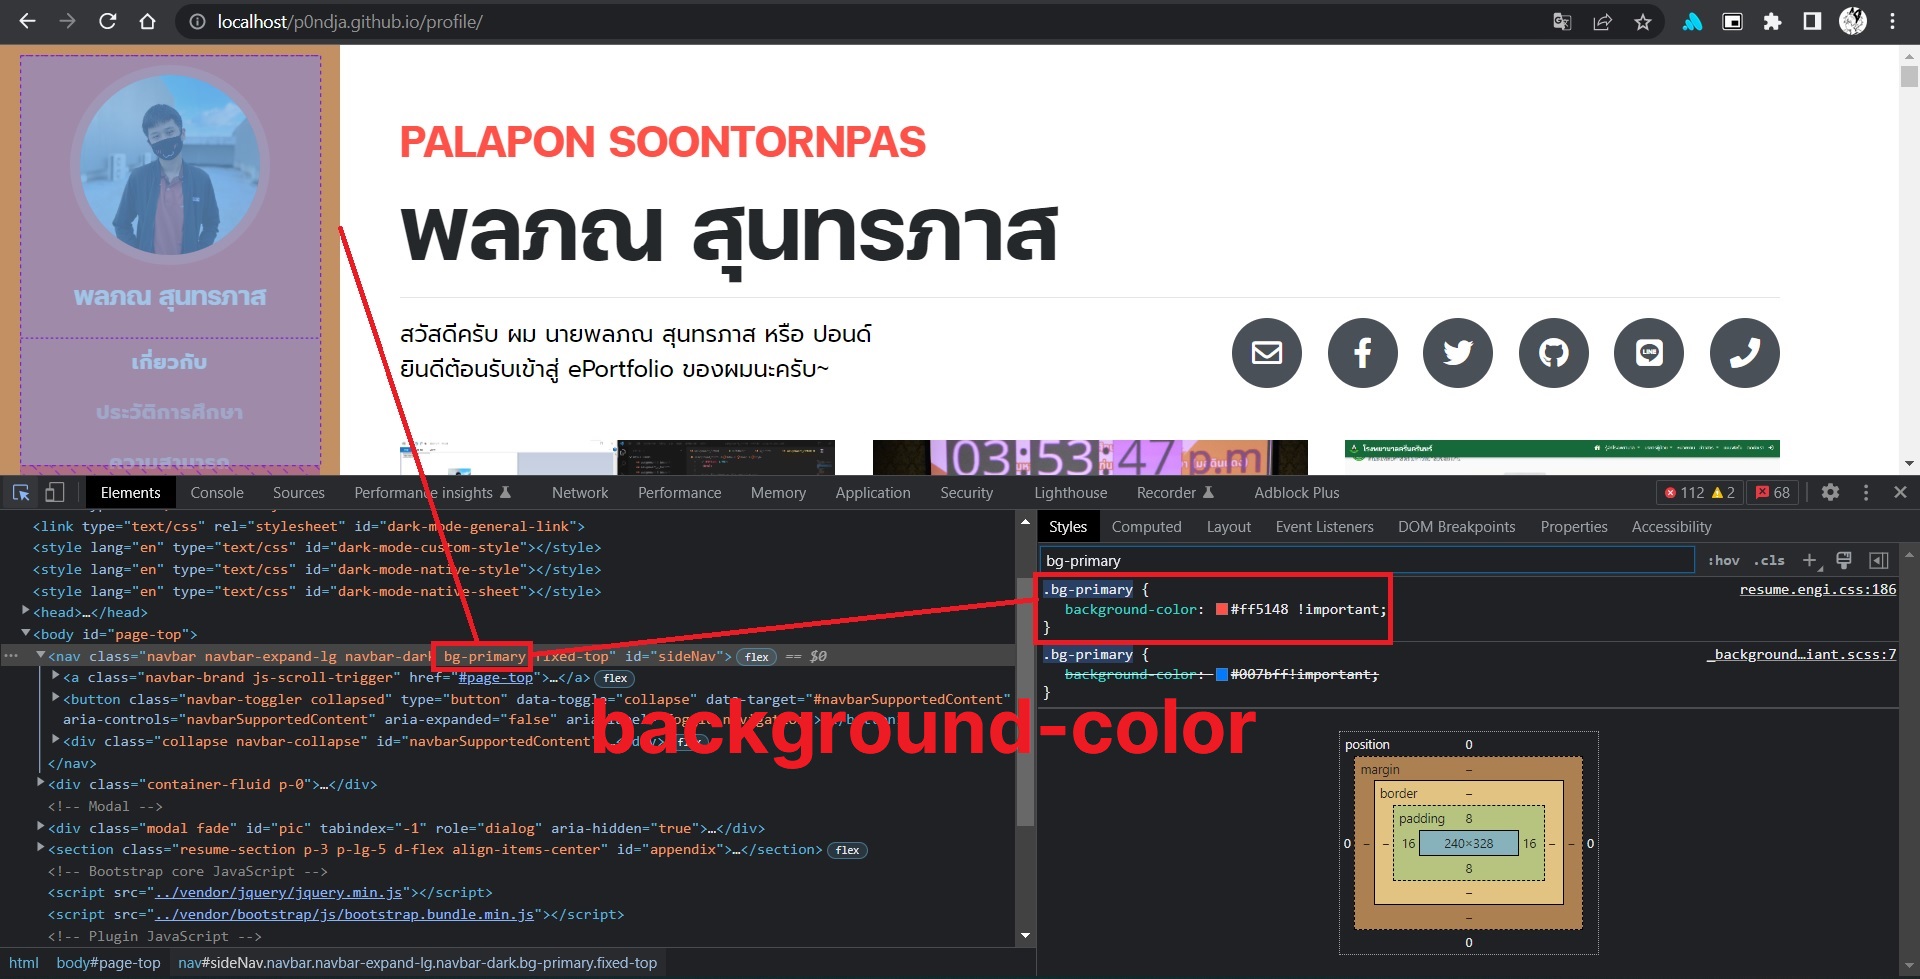 localhost/p0ndja.github.io/profile/
พลภณ สุนทรภาส
เกี่ยวกับ
ประวัติการศึกษา
ความสามารถ
PALAPON SOONTORNPAS
พลภณ สุนทรภาส
สวัสดีครับ ผม นายพลภณ สุนทรภาส หรือ ปอนด์
ยินดีต้อนรับเข้าสู่ ePortfolio ของผมนะครับ~
LINE
03:53:47 p.m
Elements Console Sources Performance insights Network Performance Memory Application Security Lighthouse Recorder Adblock Plus 112 2 68
<link type="text/css" rel="stylesheet" id="dark-mode-general-link">
<style lang="en" type="text/css" id="dark-mode-custom-style"></style>
<style lang="en" type="text/css" id="dark-mode-native-style"></style>
<style lang="en" type="text/css" id="dark-mode-native-sheet"></style>
<head>…</head>
<body id="page-top">
<nav class="navbar navbar-expand-lg navbar-dark bg-primary fixed-top" id="sideNav"> flex == $0
<a class="navbar-brand js-scroll-trigger" href="#page-top">…</a> flex
<button class="navbar-toggler collapsed" type="button" data-toggle="collapse" data-target="#navbarSupportedContent"
aria-controls="navbarSupportedContent" aria-expanded="false"
<div class="collapse navbar-collapse" id="navbarSupportedContent"
</nav>
<div class="container-fluid p-0">…</div>
<!-- Modal -->
<div class="modal fade" id="pic" tabindex="-1" role="dialog" aria-hidden="true">…</div>
<section class="resume-section p-3 p-lg-5 d-flex align-items-center" id="appendix">…</section> flex
<!-- Bootstrap core JavaScript -->
<script src="../vendor/jquery/jquery.min.js"></script>
<script src="../vendor/bootstrap/js/bootstrap.bundle.min.js"></script>
<!-- Plugin JavaScript -->
html body#page-top nav#sideNav.navbar.navbar-expand-lg.navbar-dark.bg-primary.fixed-top
background-color
Styles Computed Layout Event Listeners DOM Breakpoints Properties Accessibility
bg-primary :hov .cls
.bg-primary { resume.engi.css:186
background-color: #ff5148 !important;
}
.bg-primary { _background…iant.scss:7
background-color: #007bff!important;
}
position 0
margin –
border –
padding 8
0 – – 16 240×328 16 – – 0
8
–
–
0